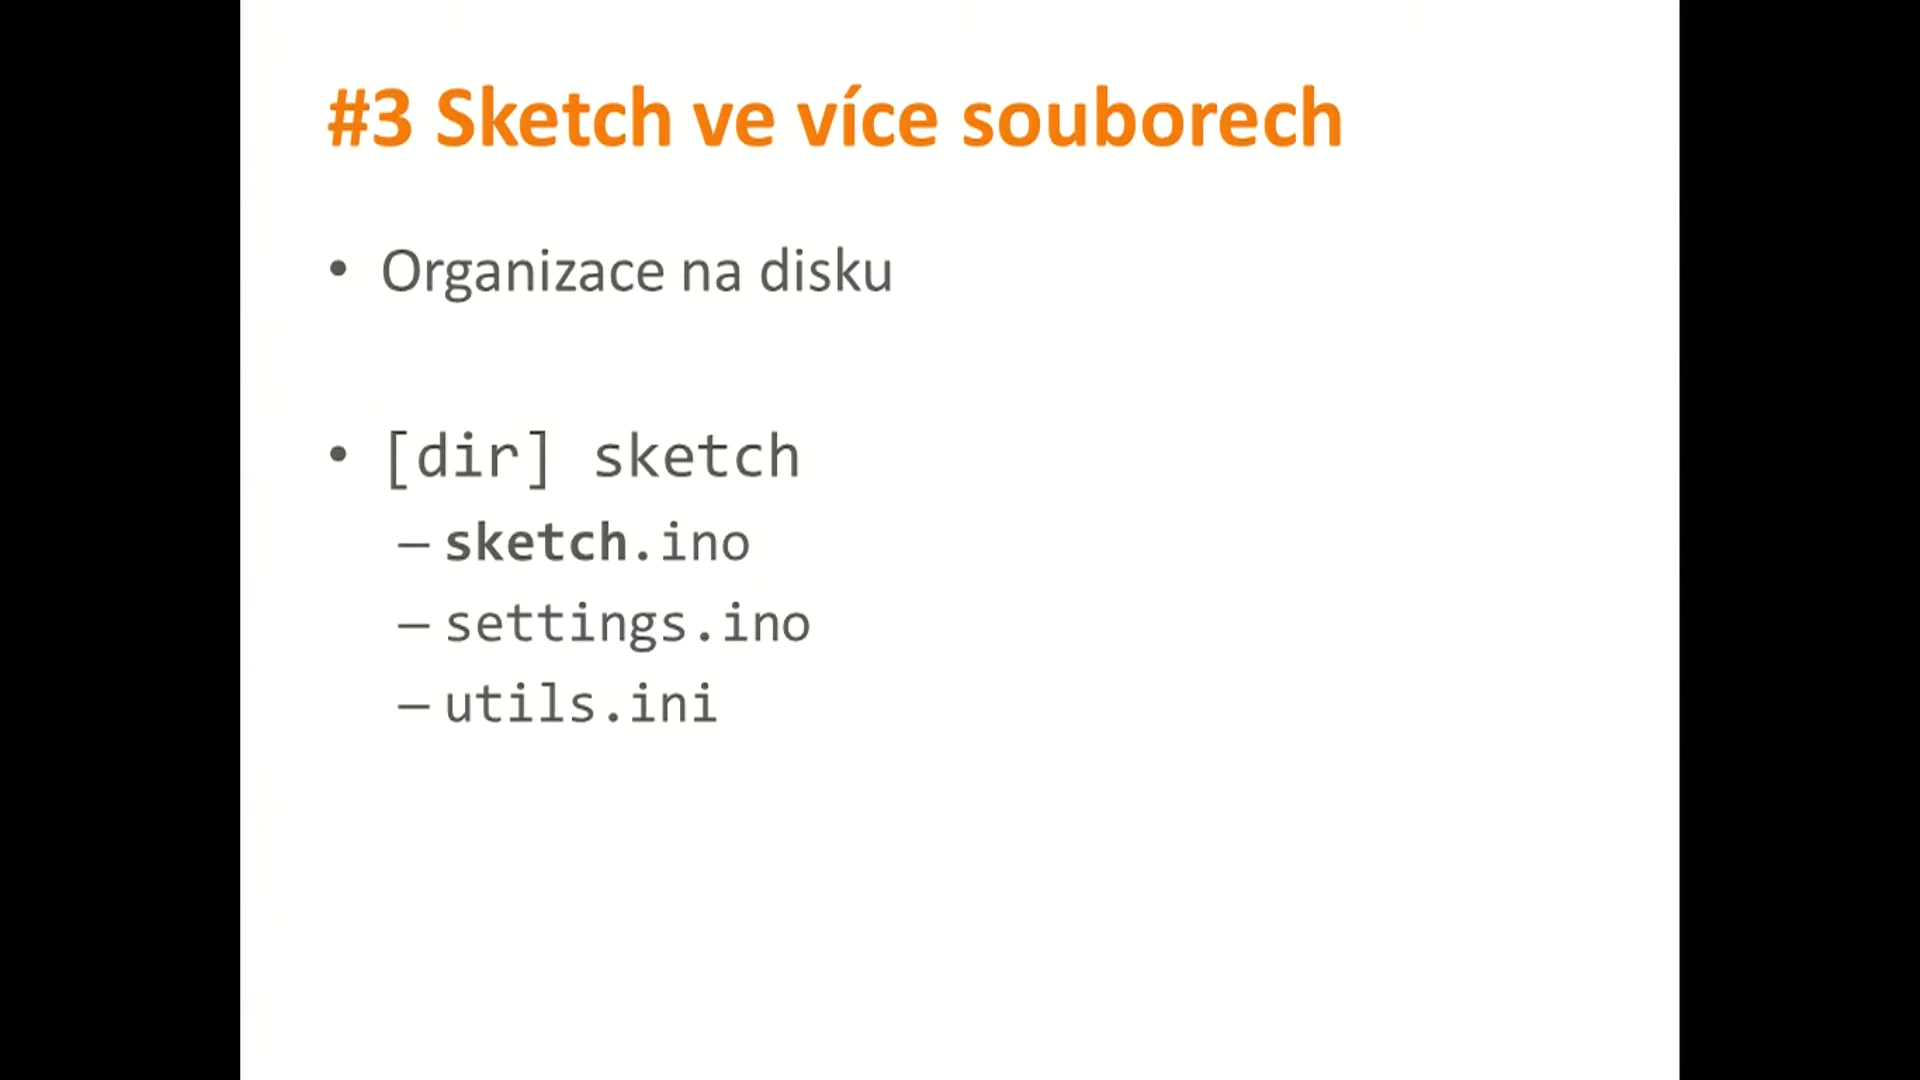 #3 Sketch ve více souborech
• Organizace na disku
• [dir] sketch
– sketch.ino
– settings.ino
– utils.ini